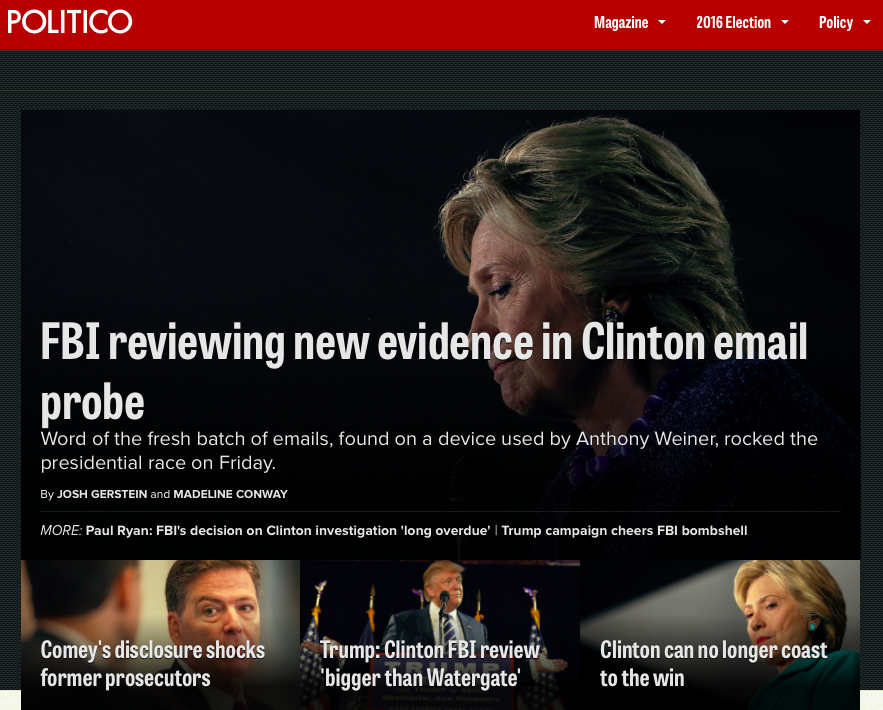 POLITICO
Magazine 2016 Election Policy
FBI reviewing new evidence in Clinton email
probe
Word of the fresh batch of emails, found on a device used by Anthony Weiner, rocked the
presidential race on Friday.
By JOSH GERSTEIN and MADELINE CONWAY
MORE: Paul Ryan: FBI's decision on Clinton investigation 'long overdue' | Trump campaign cheers FBI bombshell
Comey's disclosure shocks
former prosecutors
Trump: Clinton FBI review
'bigger than Watergate'
TRUMP
Clinton can no longer coast
to the win